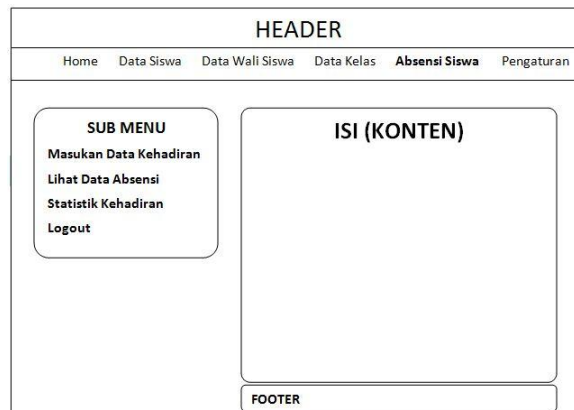 HEADER
Home Data Siswa Data Wali Siswa Data Kelas Absensi Siswa Pengaturan
SUB MENU
Masukan Data Kehadiran
Lihat Data Absensi
Statistik Kehadiran
Logout
ISI (KONTEN)
FOOTER